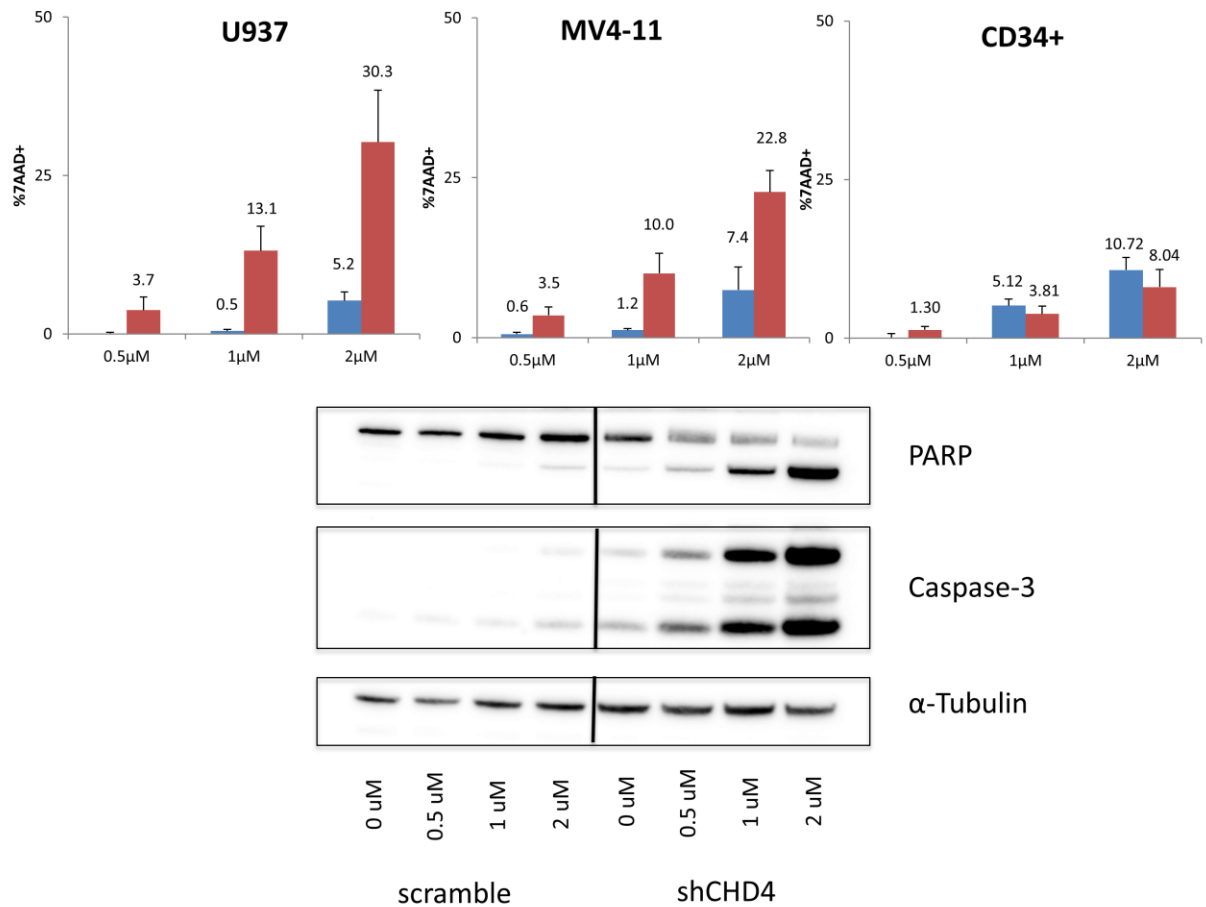 U937
50
25
0
%7AAD+
3.7
0.5
13.1
5.2
30.3
0.5µM
1µM
2µM
MV4-11
50
25
0
%7AAD+
0.6
3.5
1.2
10.0
7.4
22.8
0.5µM
1µM
2µM
CD34+
50
25
0
%7AAD+
1.30
5.12
3.81
10.72
8.04
0.5µM
1µM
2µM
PARP
Caspase-3
α-Tubulin
0 uM
0.5 uM
1 uM
2 uM
0 uM
0.5 uM
1 uM
2 uM
scramble
shCHD4